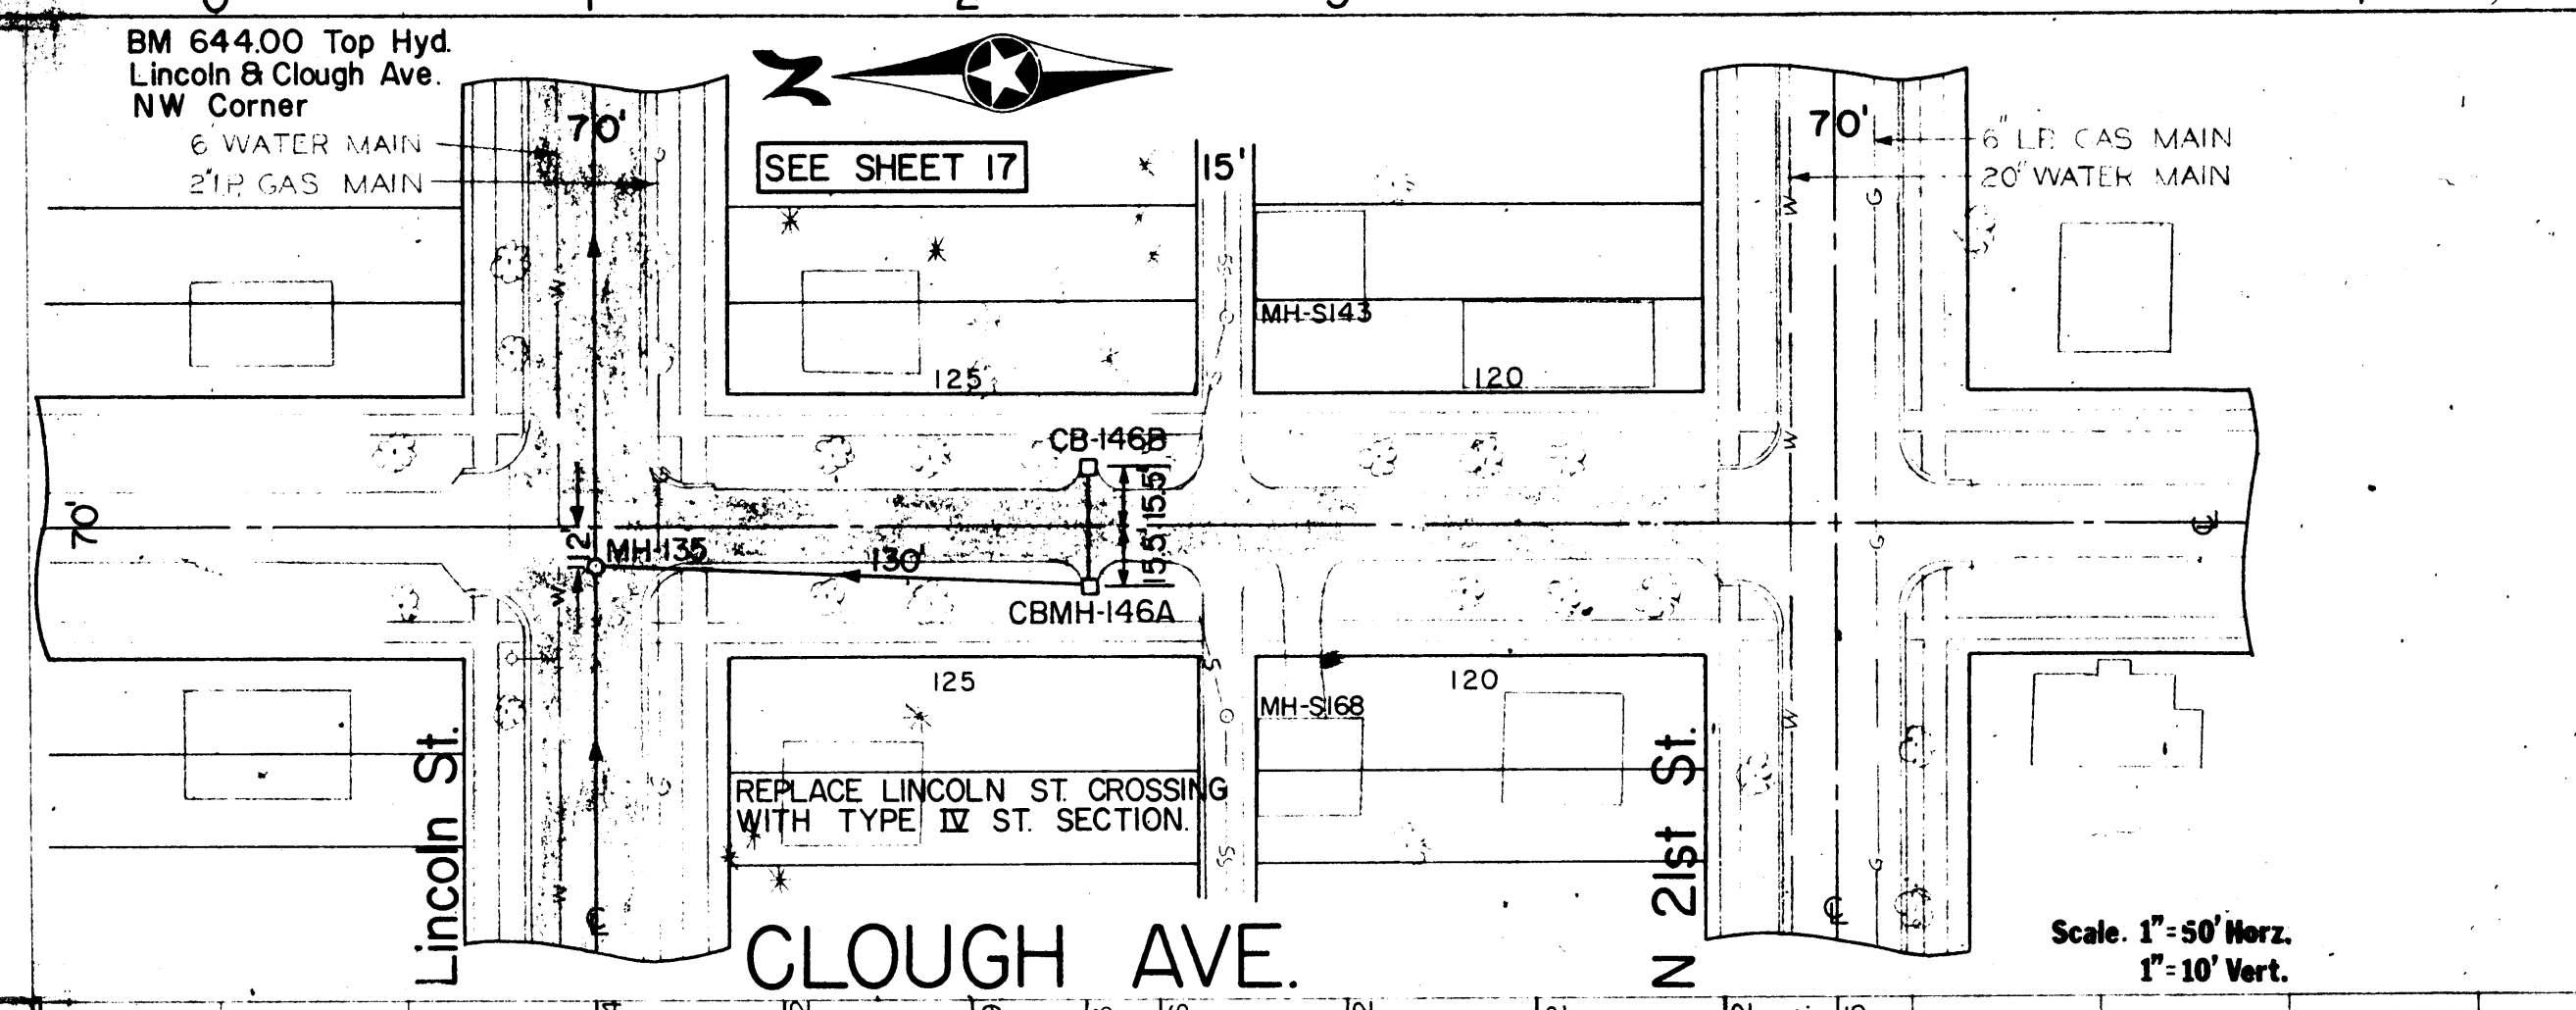 BM 644.00 Top Hyd.
Lincoln & Clough Ave.
NW Corner
6" WATER MAIN
2" I.P. GAS MAIN
70'
N
SEE SHEET 17
15'
70'
6" L.P. GAS MAIN
20" WATER MAIN
W
W
G
G
SS
MH-S143
125
120
S
CB-146B
W
15.5'
15.5'
70'
12'
MH-135
130'
CBMH-146A
W
G
℄
S
125
120
MH-S168
W
G
REPLACE LINCOLN ST. CROSSING
WITH TYPE IV ST. SECTION.
SS
W
G
℄
℄
Lincoln St.
CLOUGH AVE.
N 21st St.
Scale. 1"=50' Horz.
1"=10' Vert.